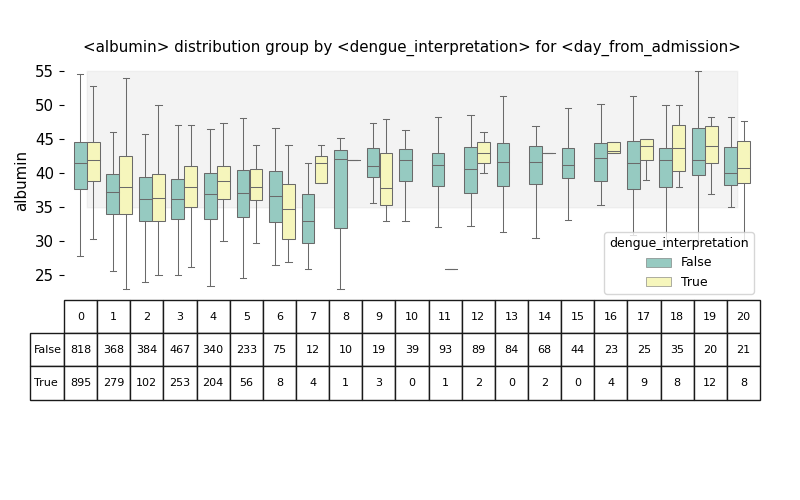 <albumin> distribution group by <dengue_interpretation> for <day_from_admission>
55
50
45
40
35
30
25
albumin
dengue_interpretation
False
True
0 1 2 3 4 5 6 7 8 9 10 11 12 13 14 15 16 17 18 19 20
False 818 368 384 467 340 233 75 12 10 19 39 93 89 84 68 44 23 25 35 20 21
True 895 279 102 253 204 56 8 4 1 3 0 1 2 0 2 0 4 9 8 12 8